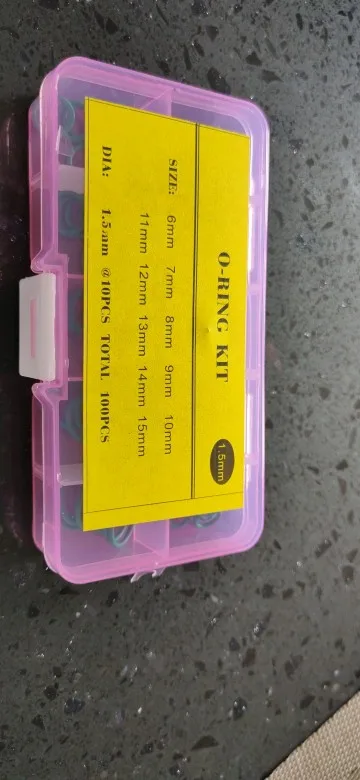 O-RING KIT 1.5mm
SIZE: 6mm 7mm 8mm 9mm 10mm
11mm 12mm 13mm 14mm 15mm
DIA: 1.5mm @10PCS TOTAL 100PCS